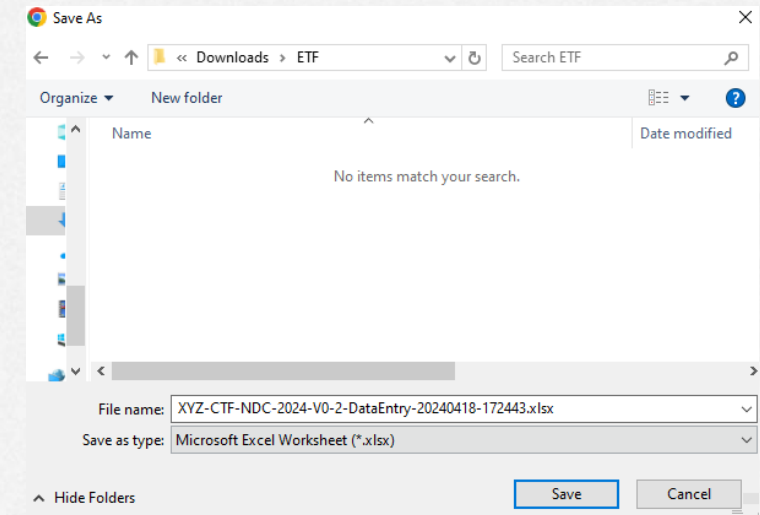 Save As
« Downloads > ETF
Search ETF
Organize
New folder
?
Name
Date modified
No items match your search.
File name: XYZ-CTF-NDC-2024-V0-2-DataEntry-20240418-172443.xlsx
Save as type: Microsoft Excel Worksheet (*.xlsx)
Hide Folders
Save
Cancel